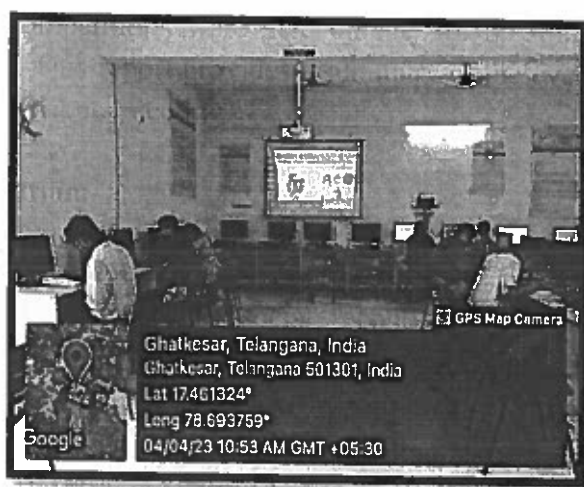 GPS Map Camera
Ghatkesar, Telangana, India
Ghatkesar, Telangana 501301, India
Lat 17.461324°
Long 78.693759°
04/04/23 10:53 AM GMT +05:30
Google